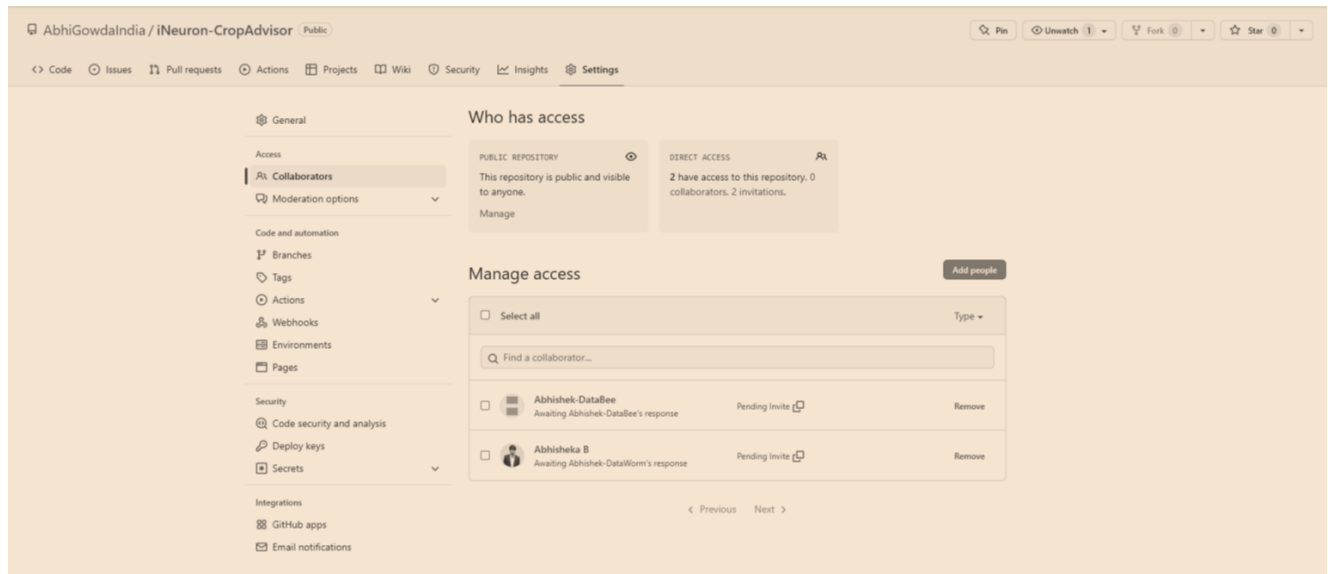 AbhiGowdaIndia / iNeuron-CropAdvisor Public
Pin Unwatch 1 Fork 0 Star 0
Code Issues Pull requests Actions Projects Wiki Security Insights Settings
General
Access
Collaborators
Moderation options
Code and automation
Branches
Tags
Actions
Webhooks
Environments
Pages
Security
Code security and analysis
Deploy keys
Secrets
Integrations
GitHub apps
Email notifications
Who has access
PUBLIC REPOSITORY
This repository is public and visible
to anyone.
Manage
DIRECT ACCESS
2 have access to this repository. 0
collaborators. 2 invitations.
Manage access
Add people
Select all
Type
Find a collaborator...
Abhishek-DataBee
Awaiting Abhishek-DataBee's response
Pending Invite
Remove
Abhisheka B
Awaiting Abhishek-DataWorm's response
Pending Invite
Remove
Previous Next